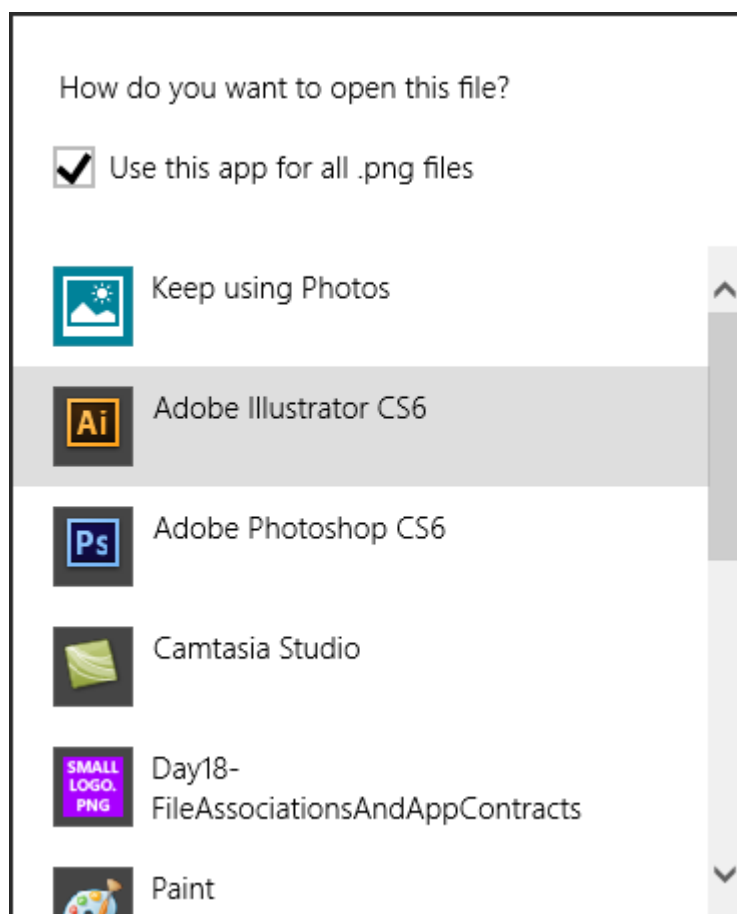 How do you want to open this file?
Use this app for all .png files
Keep using Photos
Ai
Adobe Illustrator CS6
Ps
Adobe Photoshop CS6
Camtasia Studio
SMALL
LOGO.
PNG
Day18-
FileAssociationsAndAppContracts
Paint